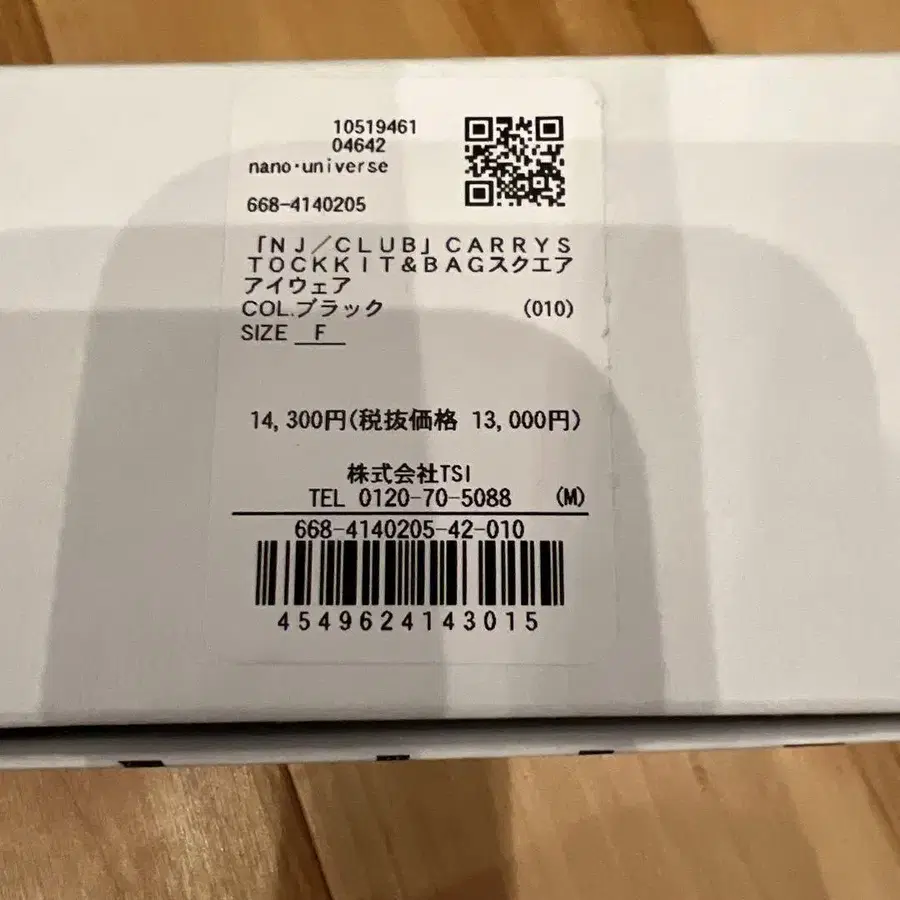 10519461
04642
nano・universe
668-4140205
「ＮＪ／ＣＬＵＢ」ＣＡＲＲＹＳ
ＴＯＣＫＫＩＴ＆ＢＡＧスクエア
アイウェア
COL.ブラック (010)
SIZE F
14,300円(税抜価格 13,000円)
株式会社TSI
TEL 0120-70-5088 (M)
668-4140205-42-010
4549624143015